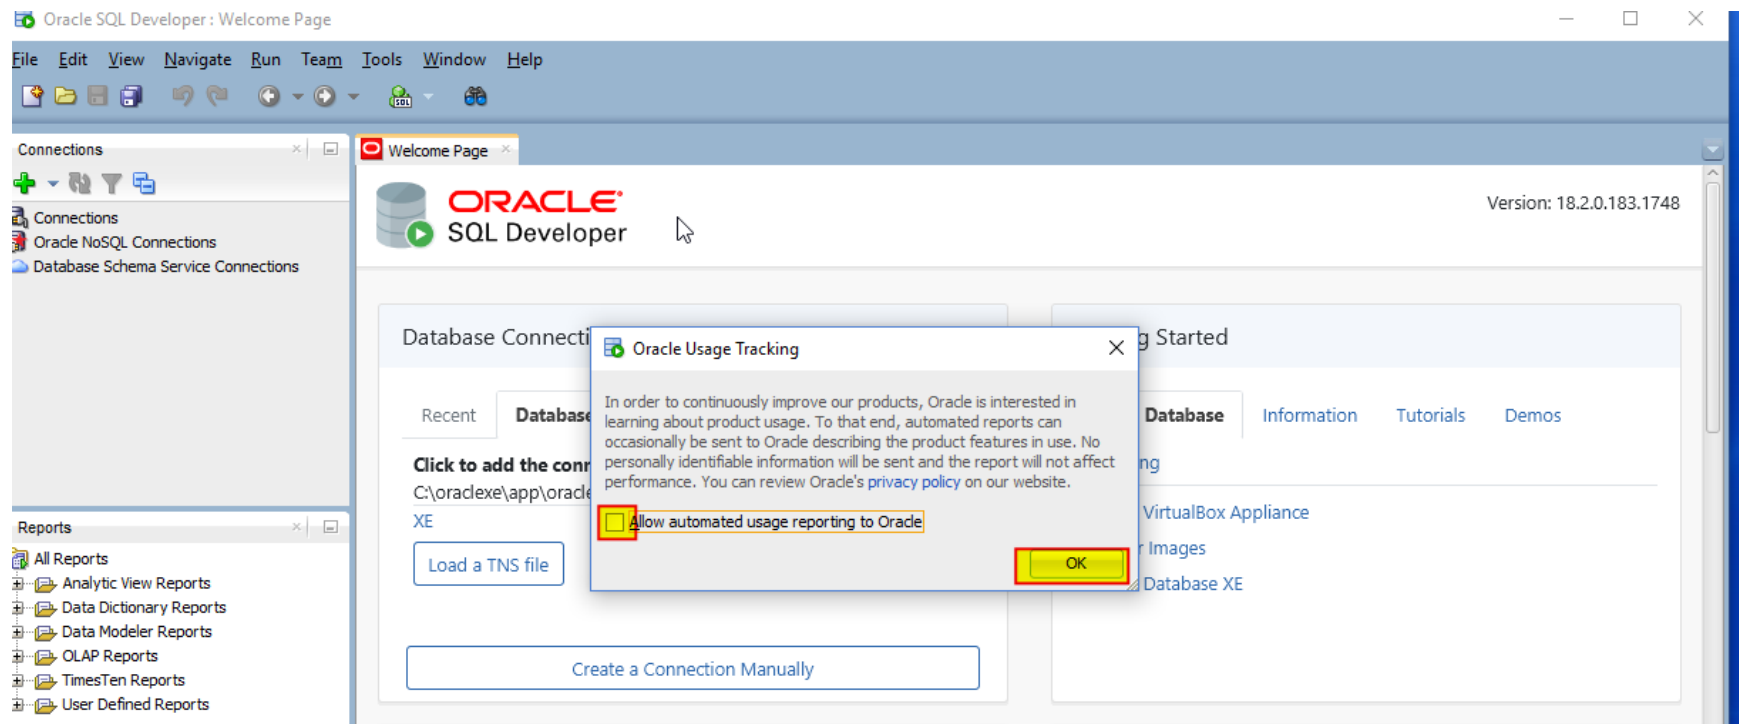 Oracle SQL Developer : Welcome Page
File Edit View Navigate Run Team Tools Window Help
SQL
Connections
Connections
Oracle NoSQL Connections
Database Schema Service Connections
Reports
All Reports
Analytic View Reports
Data Dictionary Reports
Data Modeler Reports
OLAP Reports
TimesTen Reports
User Defined Reports
Welcome Page
ORACLE
SQL Developer
Version: 18.2.0.183.1748
Database Connecti
Recent Database
Click to add the conn
C:\oraclexe\app\oracle
XE
Load a TNS file
Create a Connection Manually
Oracle Usage Tracking
In order to continuously improve our products, Oracle is interested in
learning about product usage. To that end, automated reports can
occasionally be sent to Oracle describing the product features in use. No
personally identifiable information will be sent and the report will not affect
performance. You can review Oracle's privacy policy on our website.
Allow automated usage reporting to Oracle
OK
g Started
Database Information Tutorials Demos
ng
VirtualBox Appliance
r Images
Database XE